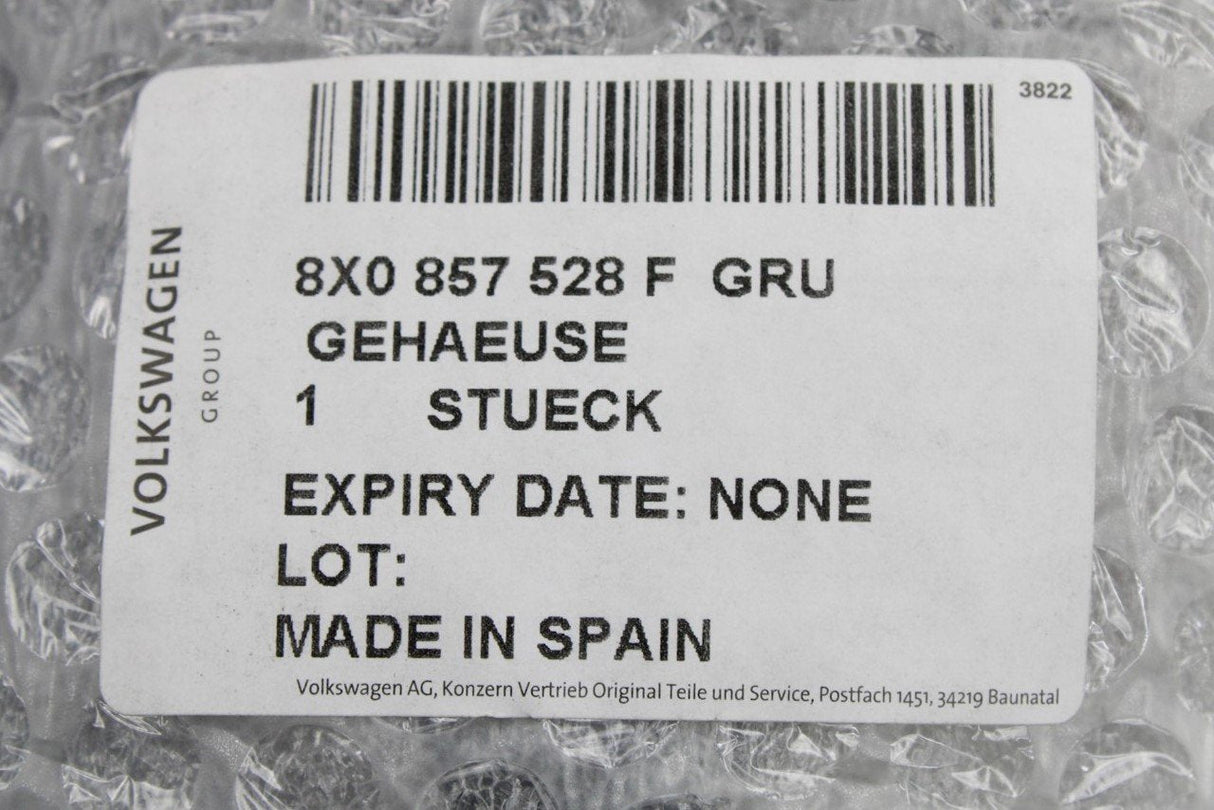 3822
VOLKSWAGEN
GROUP
8X0 857 528 F GRU
GEHAEUSE
1 STUECK
EXPIRY DATE: NONE
LOT:
MADE IN SPAIN
Volkswagen AG, Konzern Vertrieb Original Teile und Service, Postfach 1451, 34219 Baunatal